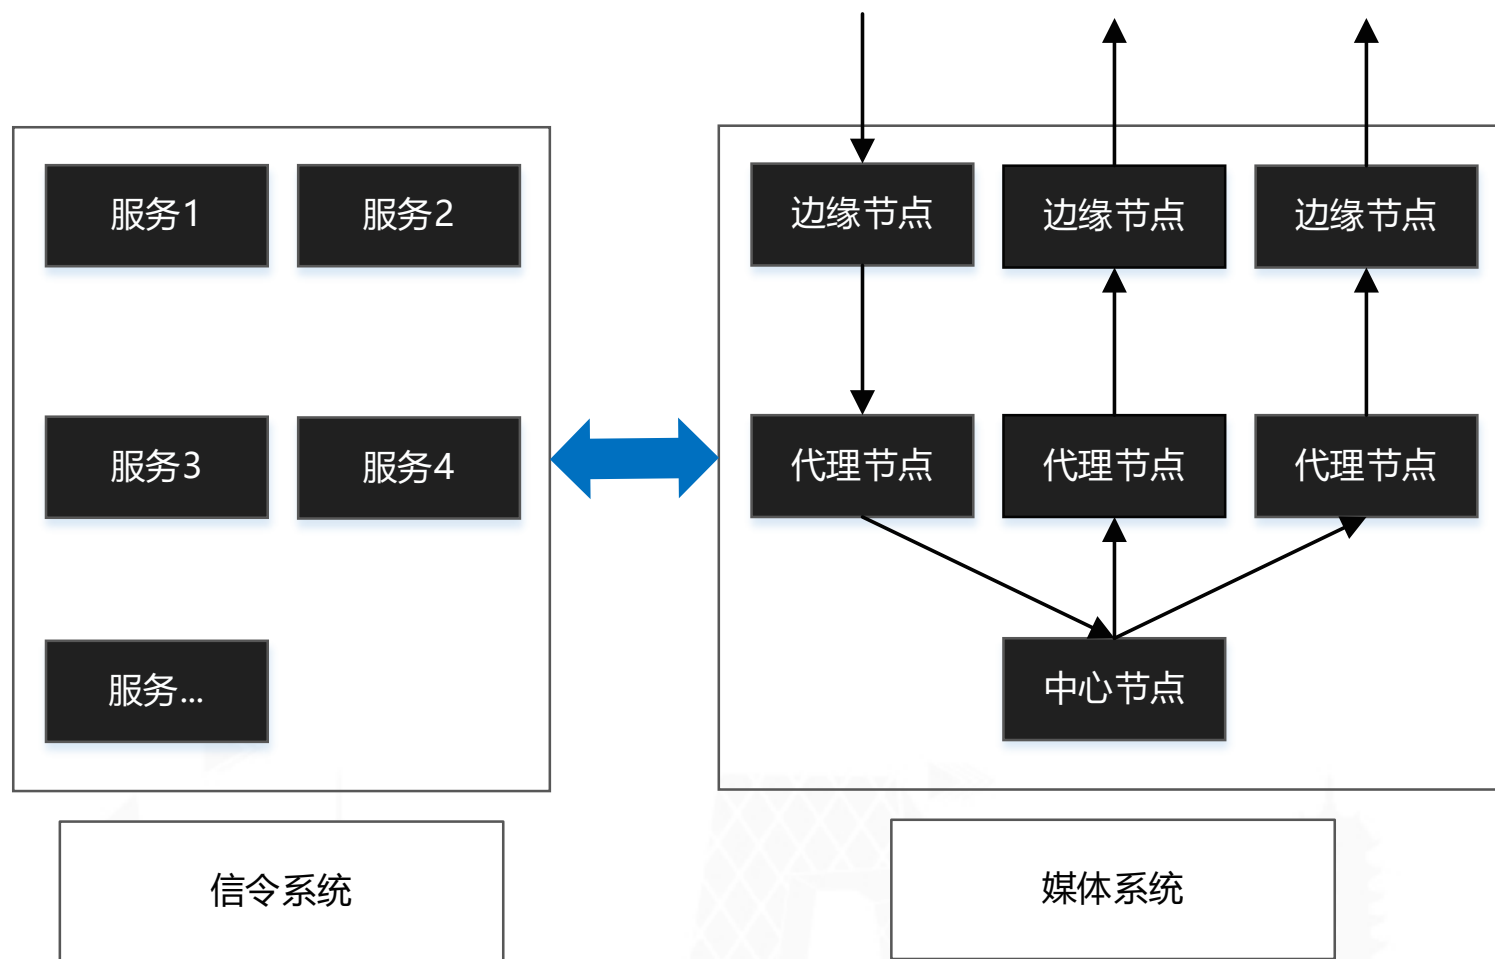 服务1
服务2
服务3
服务4
服务...
信令系统
边缘节点
边缘节点
边缘节点
代理节点
代理节点
代理节点
中心节点
媒体系统